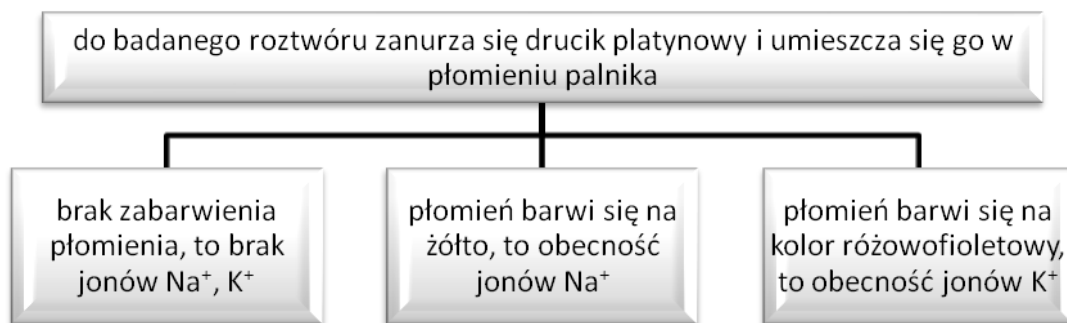 do badanego roztwóru zanurza się drucik platynowy i umieszcza się go w
płomieniu palnika
brak zabarwienia
płomienia, to brak
jonów Na⁺, K⁺
płomień barwi się na
żółto, to obecność
jonów Na⁺
płomień barwi się na
kolor różowofioletowy,
to obecność jonów K⁺